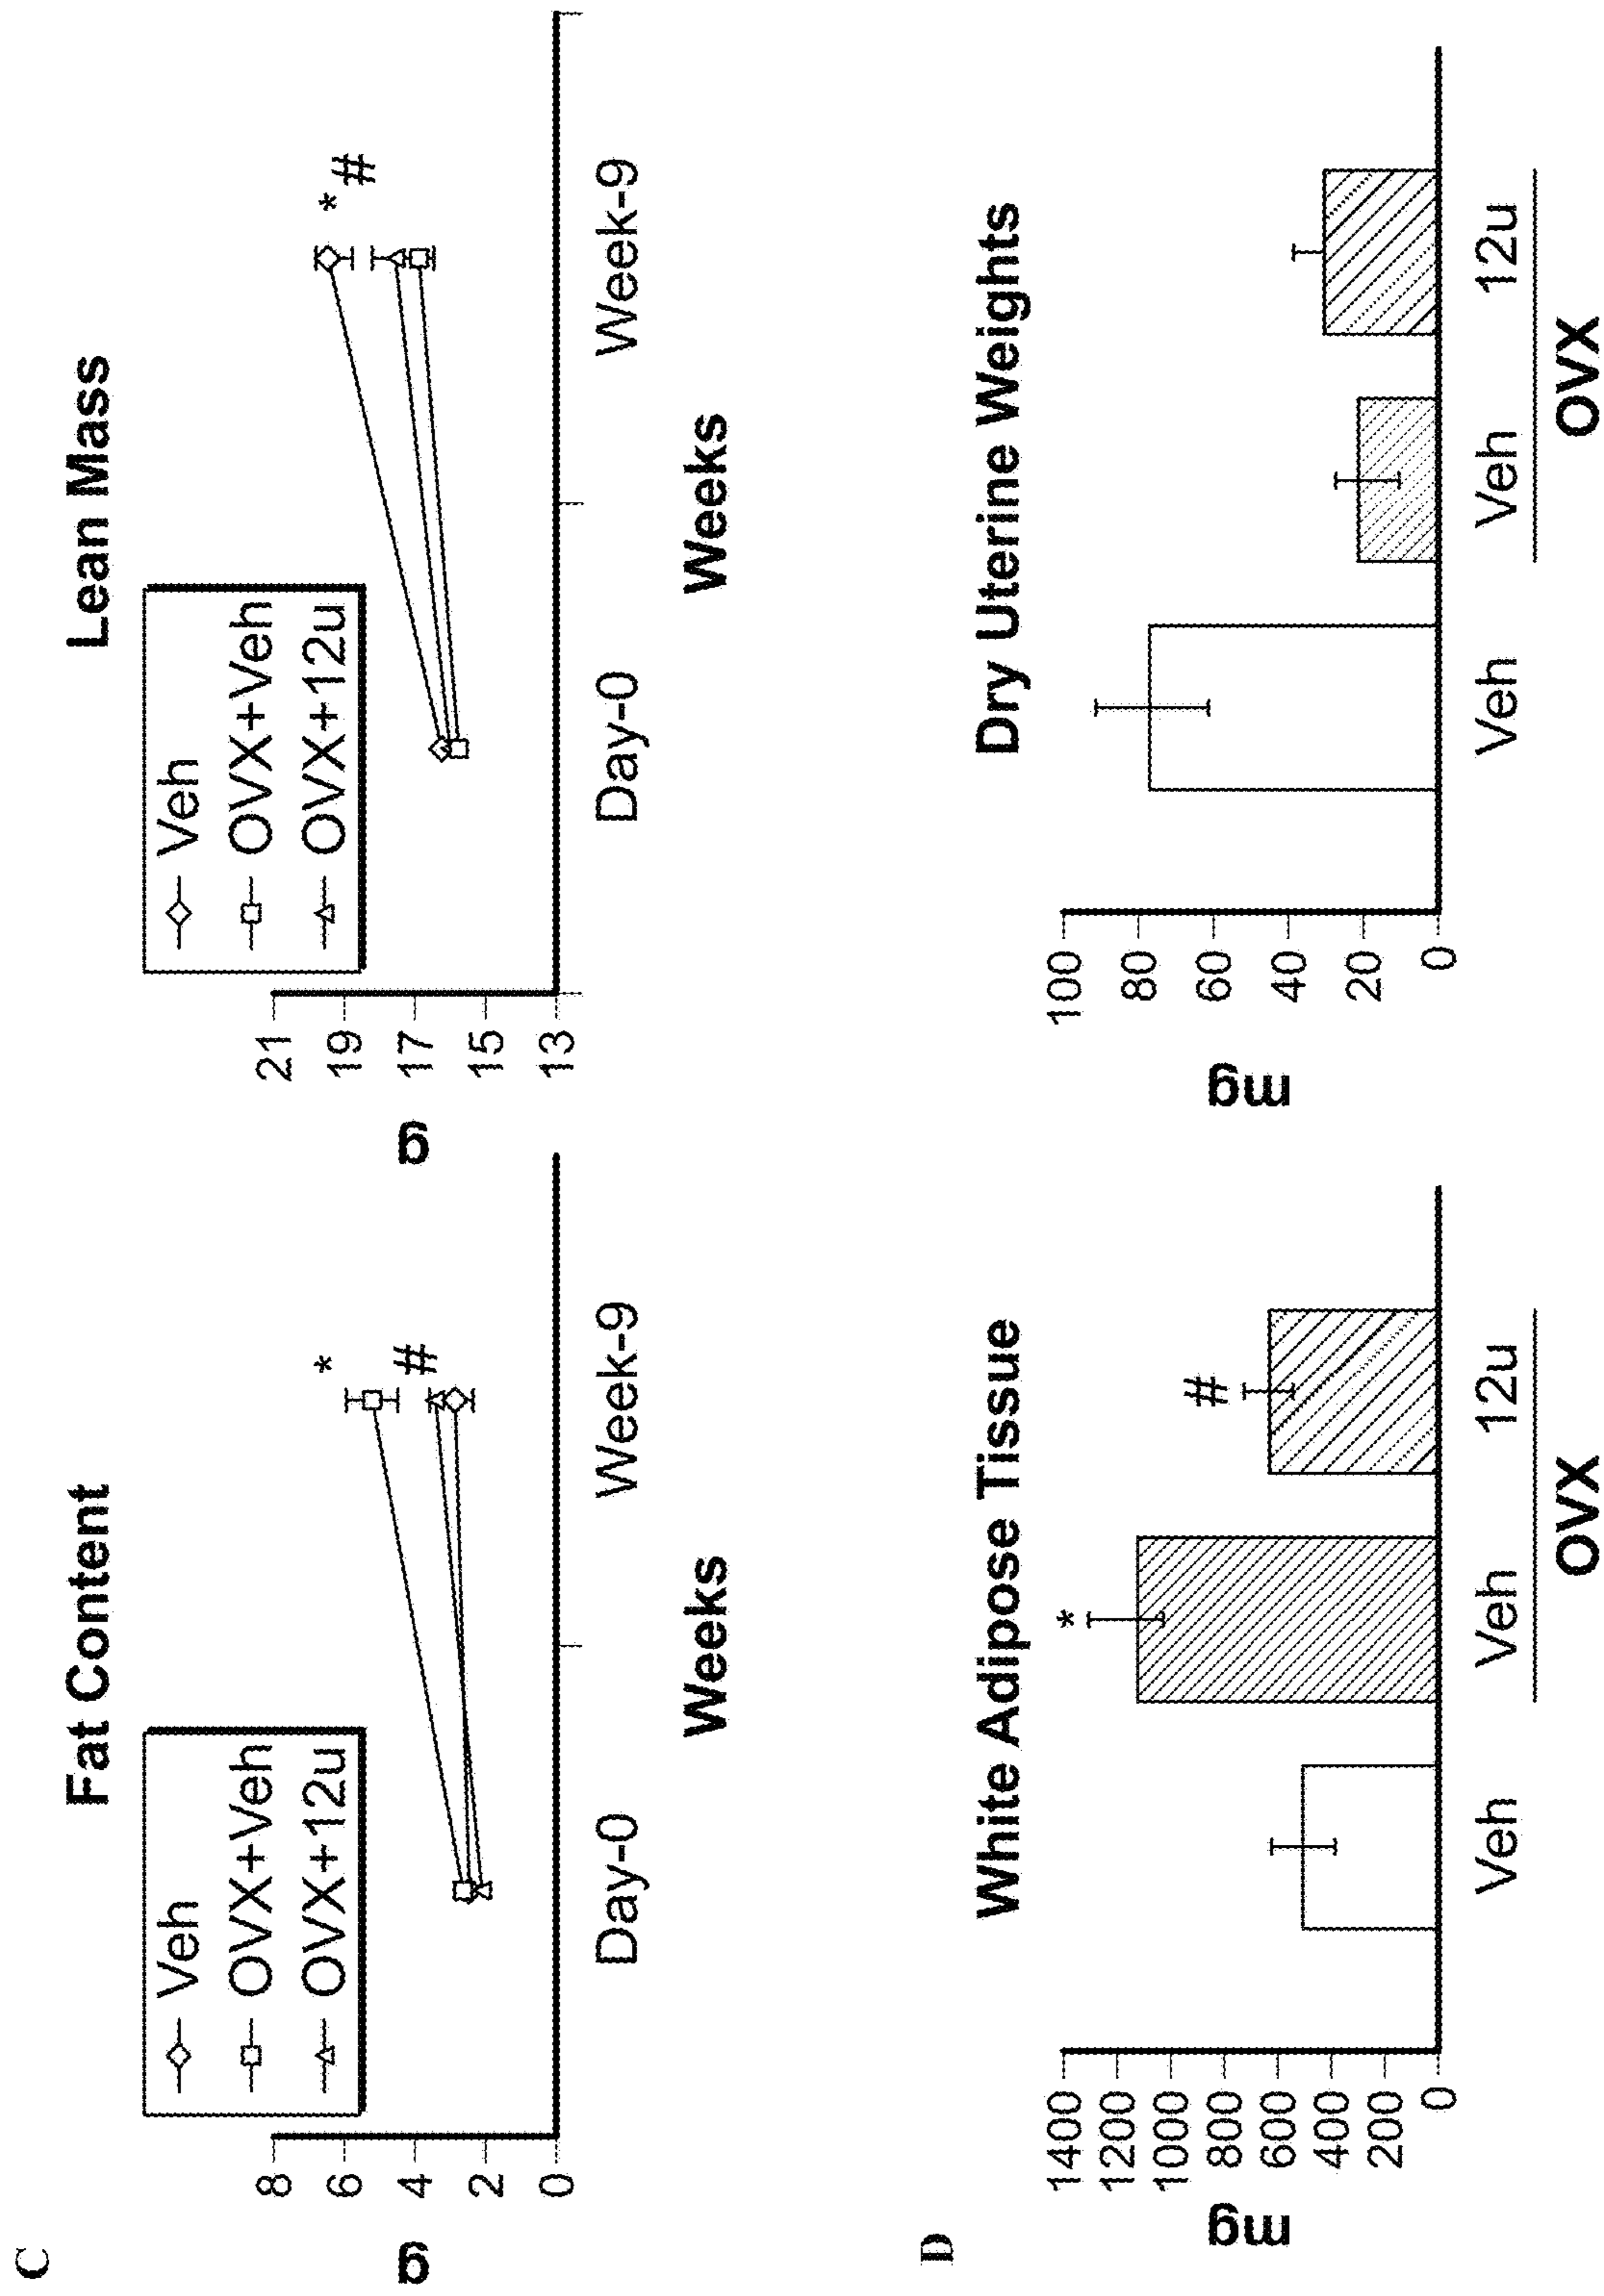 C
Fat Content
Veh
OVX+Veh
OVX+12u
8
6
4
2
0
g
*
#
Day-0
Week-9
Weeks
Lean Mass
Veh
OVX+Veh
OVX+12u
21
19
17
15
13
g
*
#
Day-0
Week-9
Weeks
D
White Adipose Tissue
1400
1200
1000
800
600
400
200
0
mg
*
#
Veh
Veh
12u
OVX
Dry Uterine Weights
100
80
60
40
20
0
mg
Veh
Veh
12u
OVX